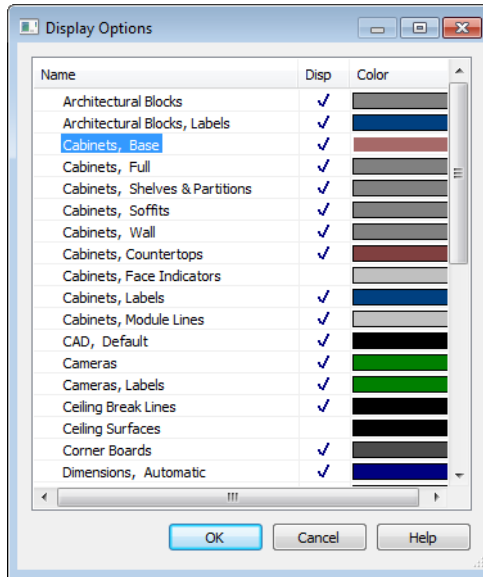 Display Options
Name Disp Color
Architectural Blocks
Architectural Blocks, Labels
Cabinets, Base
Cabinets, Full
Cabinets, Shelves & Partitions
Cabinets, Soffits
Cabinets, Wall
Cabinets, Countertops
Cabinets, Face Indicators
Cabinets, Labels
Cabinets, Module Lines
CAD, Default
Cameras
Cameras, Labels
Ceiling Break Lines
Ceiling Surfaces
Corner Boards
Dimensions, Automatic
OK Cancel Help